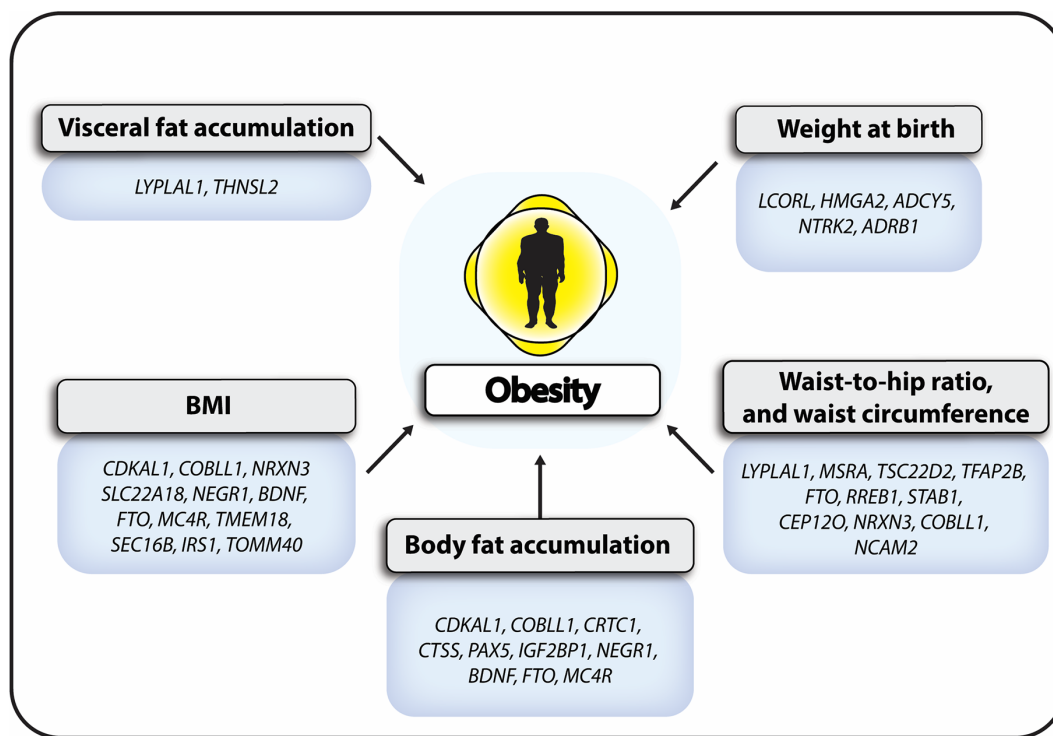 Visceral fat accumulation
LYPLAL1, THNSL2
Weight at birth
LCORL, HMGA2, ADCY5,
NTRK2, ADRB1
Obesity
BMI
CDKAL1, COBLL1, NRXN3
SLC22A18, NEGR1, BDNF,
FTO, MC4R, TMEM18,
SEC16B, IRS1, TOMM40
Waist-to-hip ratio,
and waist circumference
LYPLAL1, MSRA, TSC22D2, TFAP2B,
FTO, RREB1, STAB1,
CEP12O, NRXN3, COBLL1,
NCAM2
Body fat accumulation
CDKAL1, COBLL1, CRTC1,
CTSS, PAX5, IGF2BP1, NEGR1,
BDNF, FTO, MC4R